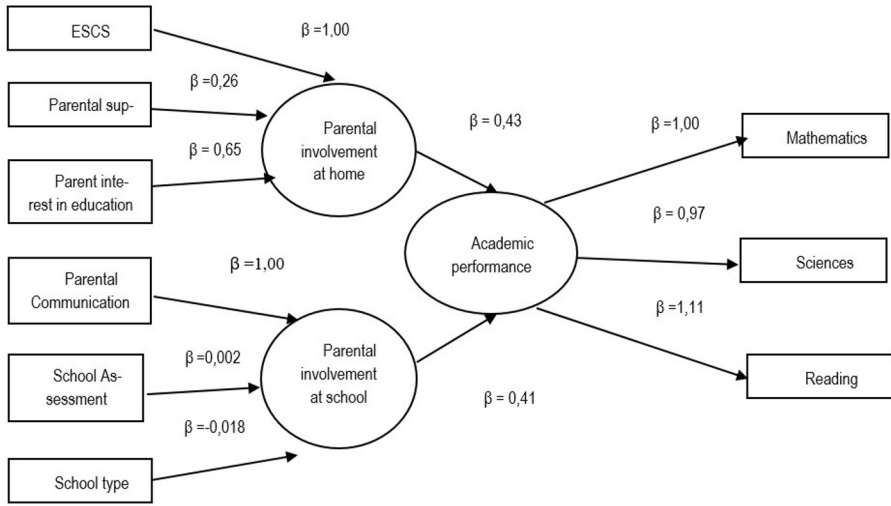 ESCS
β =1,00
Parental sup-
β =0,26
Parent inte-
rest in education
β = 0,65
Parental
involvement
at home
β = 0,43
Parental
Communication
β =1,00
School As-
sessment
β =0,002
School type
β =-0,018
Parental
involvement
at school
β = 0,41
Academic
performance
β =1,00
Mathematics
β = 0,97
Sciences
β =1,11
Reading